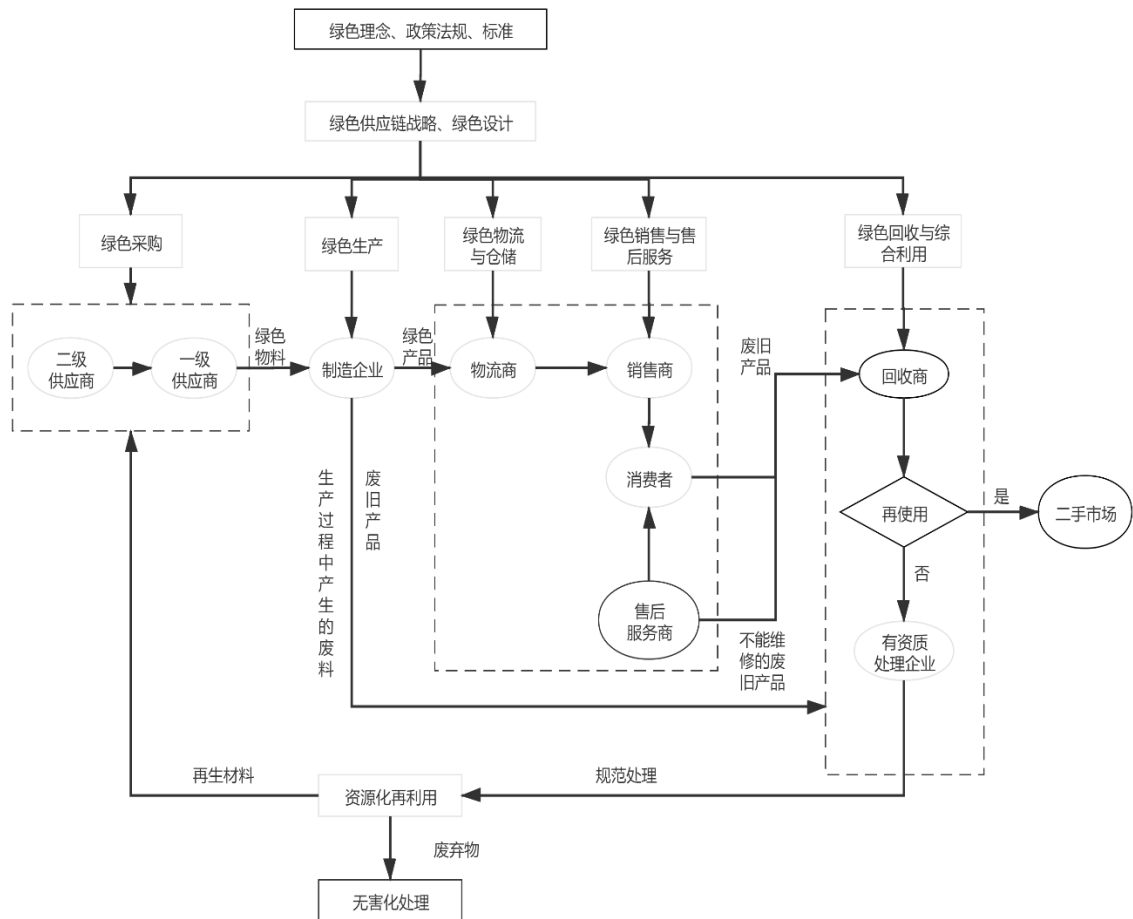 绿色理念、政策法规、标准
绿色供应链战略、绿色设计
绿色采购
绿色生产
绿色物流
与仓储
绿色销售与售
后服务
绿色回收与综
合利用
二级
供应商
一级
供应商
绿色
物料
制造企业
绿色
产品
物流商
销售商
废旧
产品
回收商
消费者
生产过程中产生的废料
废旧产品
再使用
是
二手市场
否
售后
服务商
不能维
修的废
旧产品
有资质
处理企业
再生材料
规范处理
资源化再利用
废弃物
无害化处理